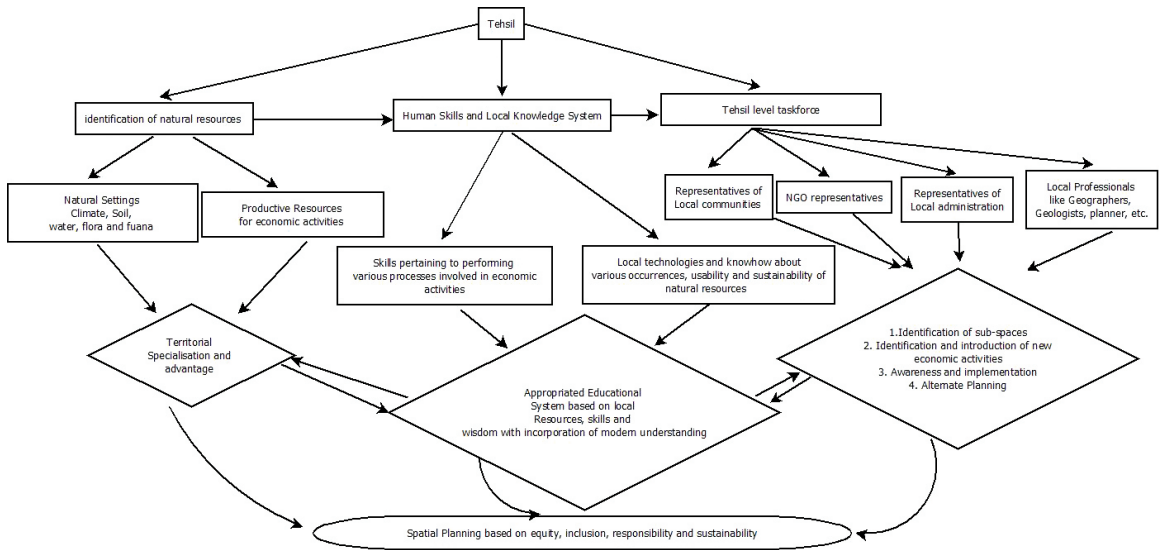 Tehsil
identification of natural resources
Human Skills and Local Knowledge System
Tehsil level taskforce
Natural Settings
Climate, Soil,
water, flora and fuana
Productive Resources
for economic activities
Representatives of
Local communities
NGO representatives
Representatives of
Local administration
Local Professionals
like Geographers,
Geologists, planner, etc.
Skills pertaining to performing
various processes involved in economic
activities
Local technologies and knowhow about
various occurrences, usability and sustainability of
natural resources
Territorial
Specialisation and
advantage
Appropriated Educational
System based on local
Resources, skills and
wisdom with incorporation of modern understanding
1.Identification of sub-spaces
2. Identification and introduction of new
economic activities
3. Awareness and implementation
4. Alternate Planning
Spatial Planning based on equity, inclusion, responsibility and sustainability